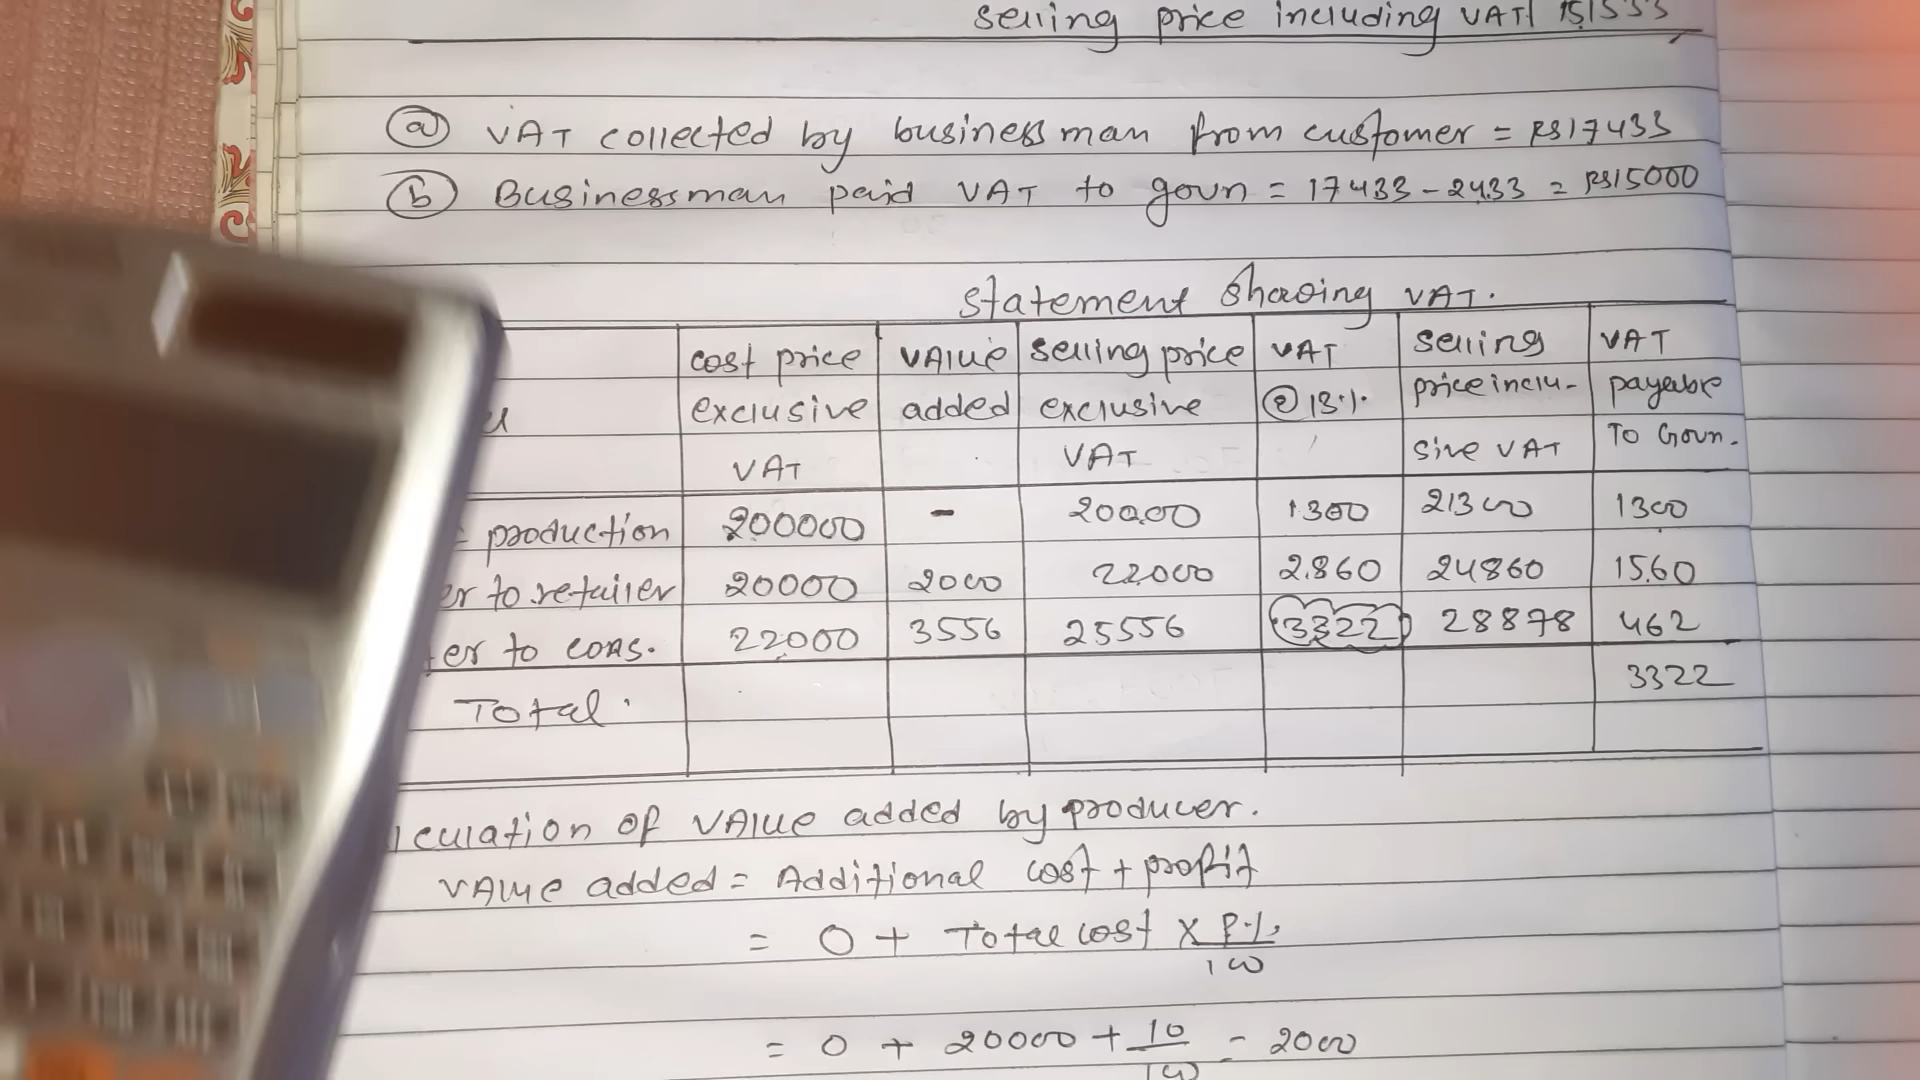 selling price including VAT 151533
(a) VAT collected by businessman from customer = RS17433
(b) Businessman paid VAT to govn = 17433 - 2433 = RS15000
Statement Showing VAT.
cost price | VAlue | selling price | VAT | selling | VAT
exclusive | added | exclusive | @ 13% | price inclu- | payable
VAT | VAT | sive VAT | To Govn.
production | 200000 | - | 20000 | 1300 | 21300 | 1300
er to retailer | 20000 | 2000 | 22000 | 2860 | 24860 | 1560
er to cons. | 22000 | 3556 | 25556 | 3322 | 28878 | 462
Total. | 3322
lculation of VAlue added by producer.
VAlue added = Additional cost + profit
= 0 + Total cost X P% / 100
= 0 + 20000 + 10 / 100 = 2000